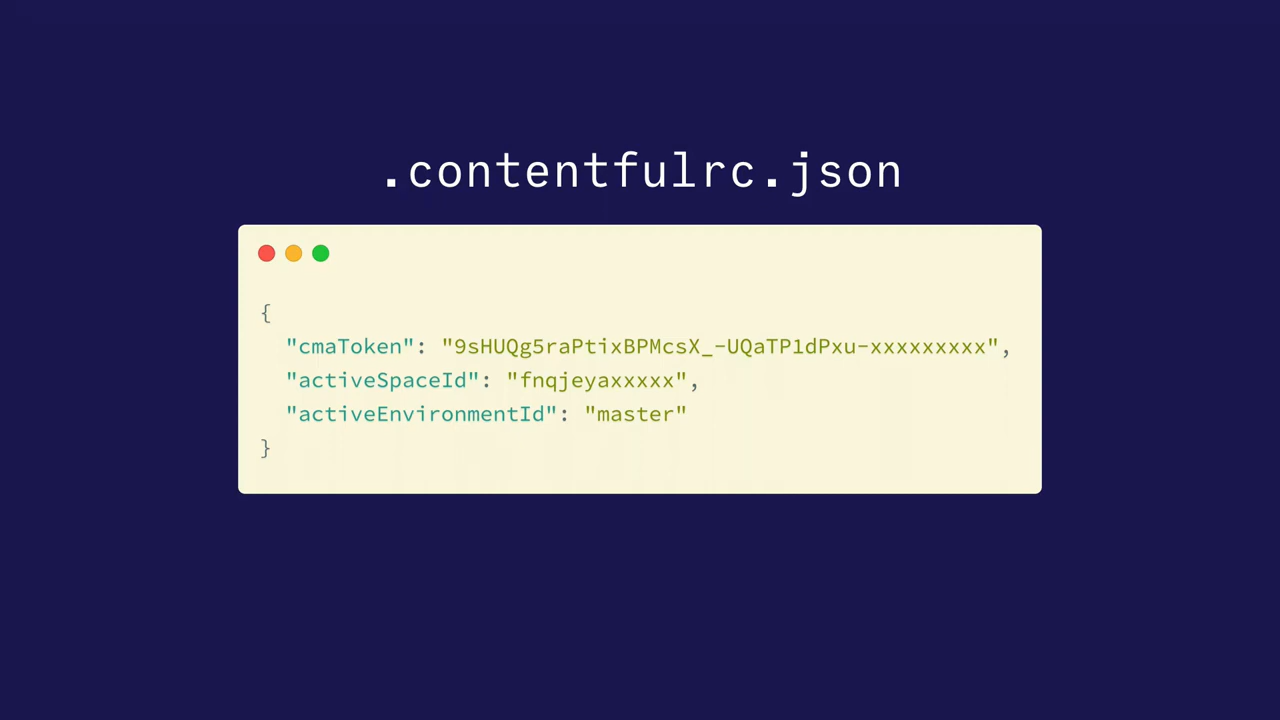 .contentfulrc.json
{
  "cmaToken": "9sHUQg5raPtixBPMcsX_-UQaTP1dPxu-xxxxxxxxx",
  "activeSpaceId": "fnqjeyaxxxxx",
  "activeEnvironmentId": "master"
}